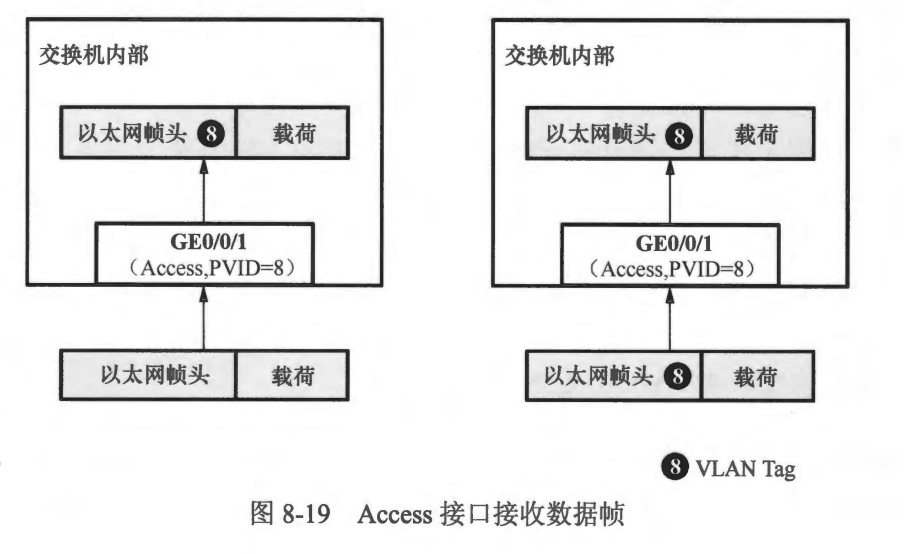 交换机内部
以太网帧头 8 载荷
GE0/0/1
（Access,PVID=8）
以太网帧头 载荷
交换机内部
以太网帧头 8 载荷
GE0/0/1
（Access,PVID=8）
以太网帧头 8 载荷
8 VLAN Tag
图 8-19 Access 接口接收数据帧